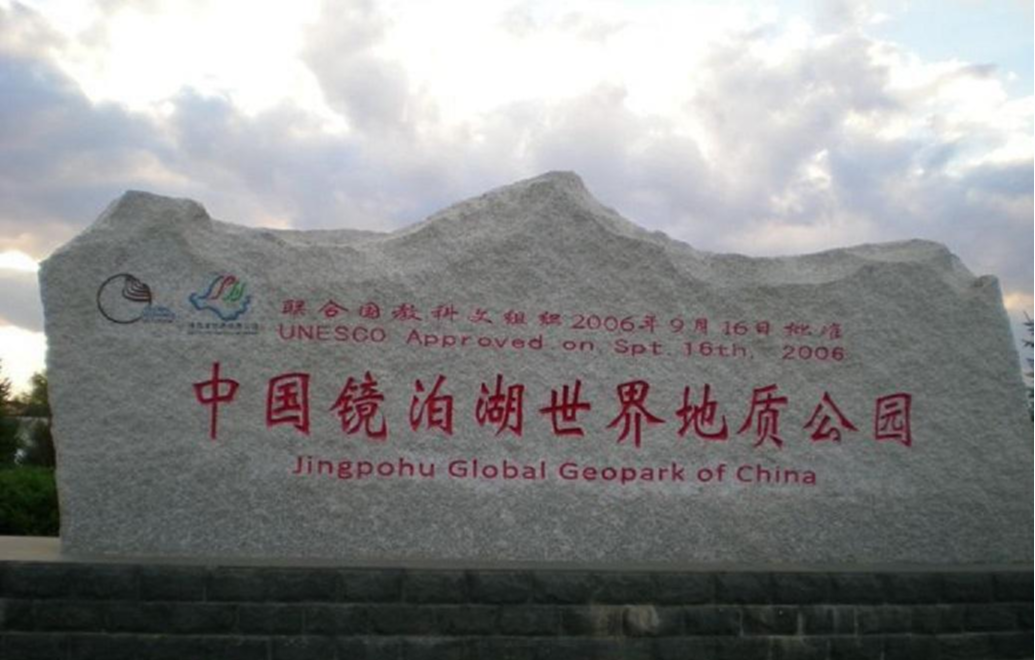 联合国教科文组织2006年9月16日批准
UNESCO Approved on Spt. 16th, 2006
中国镜泊湖世界地质公园
Jingpohu Global Geopark of China